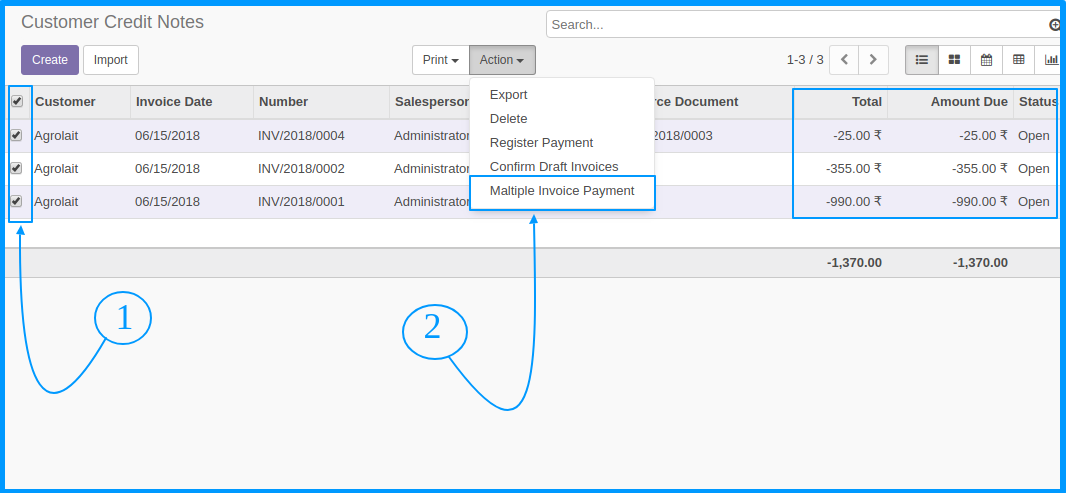 Customer Credit Notes
Search...
Create Import Print Action 1-3 / 3
Customer Invoice Date Number Salesperson rce Document Total Amount Due Status
Export
Delete
Register Payment
Confirm Draft Invoices
Maltiple Invoice Payment
Agrolait 06/15/2018 INV/2018/0004 Administrator 2018/0003 -25.00 ₹ -25.00 ₹ Open
Agrolait 06/15/2018 INV/2018/0002 Administrator -355.00 ₹ -355.00 ₹ Open
Agrolait 06/15/2018 INV/2018/0001 Administrator -990.00 ₹ -990.00 ₹ Open
-1,370.00 -1,370.00
1
2